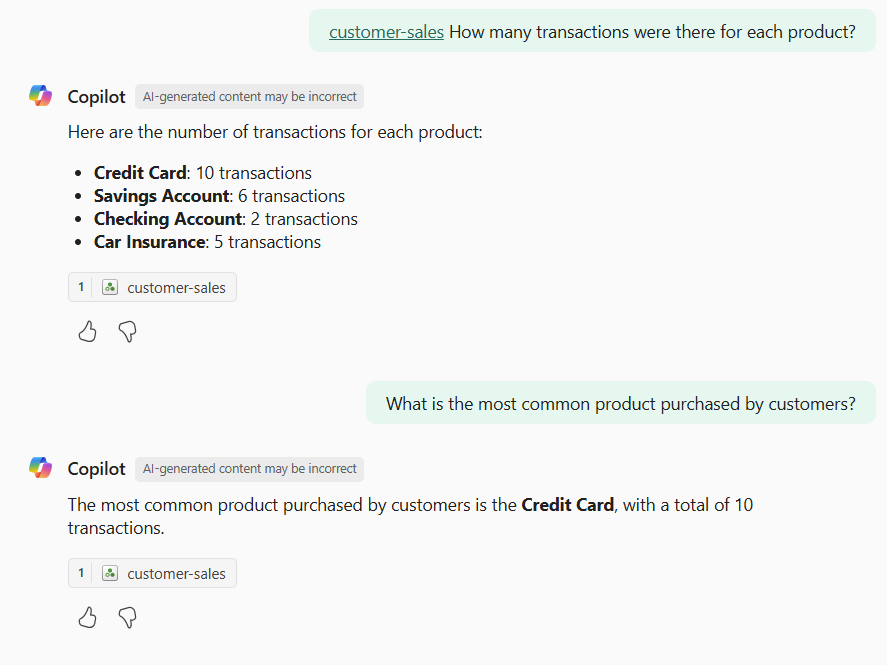 customer-sales How many transactions were there for each product?
Copilot AI-generated content may be incorrect
Here are the number of transactions for each product:
• Credit Card: 10 transactions
• Savings Account: 6 transactions
• Checking Account: 2 transactions
• Car Insurance: 5 transactions
1 customer-sales
What is the most common product purchased by customers?
Copilot AI-generated content may be incorrect
The most common product purchased by customers is the Credit Card, with a total of 10
transactions.
1 customer-sales